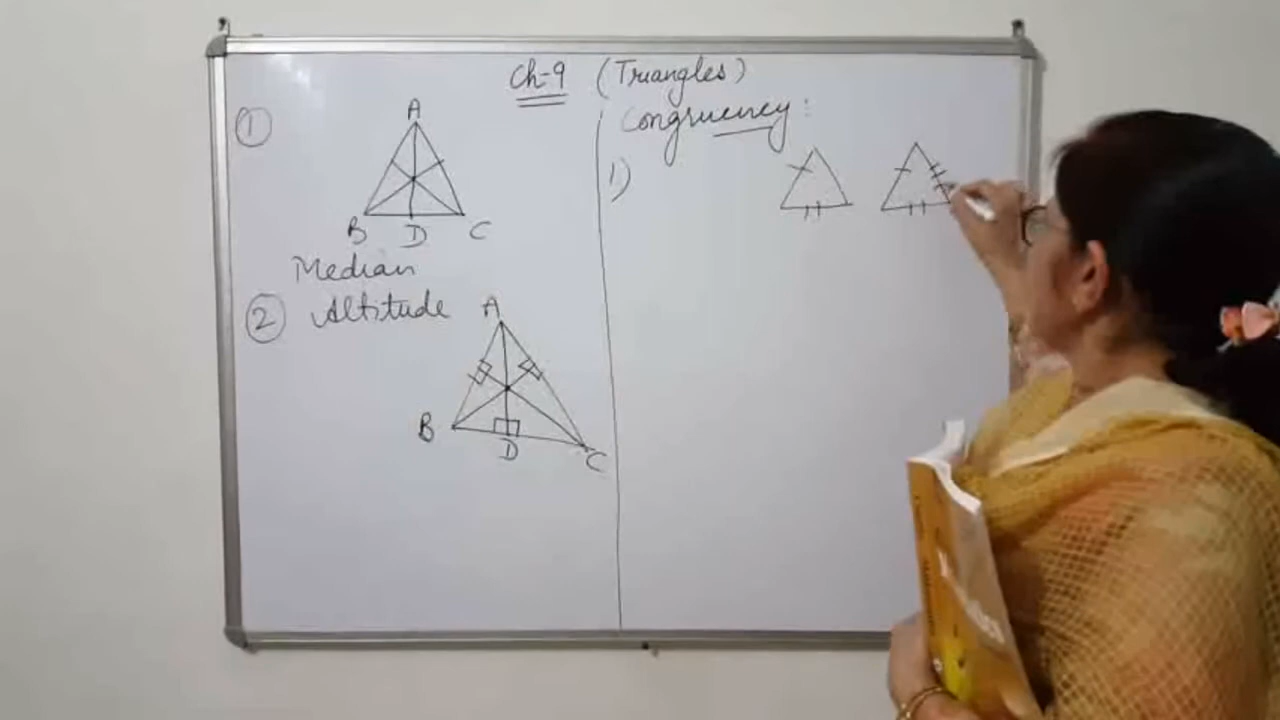 Ch-9 (Triangles)
①
A
B D C
Median
② Altitude
A
B
D
C
Congruency:
1)